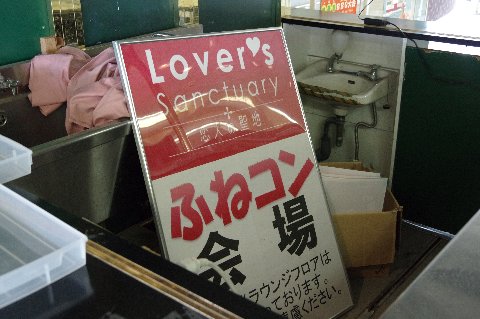 Lover's
Sanctuary
+
恋人の聖地
ふねコン
会場
ラウンジフロアは
ております。
慮ください。